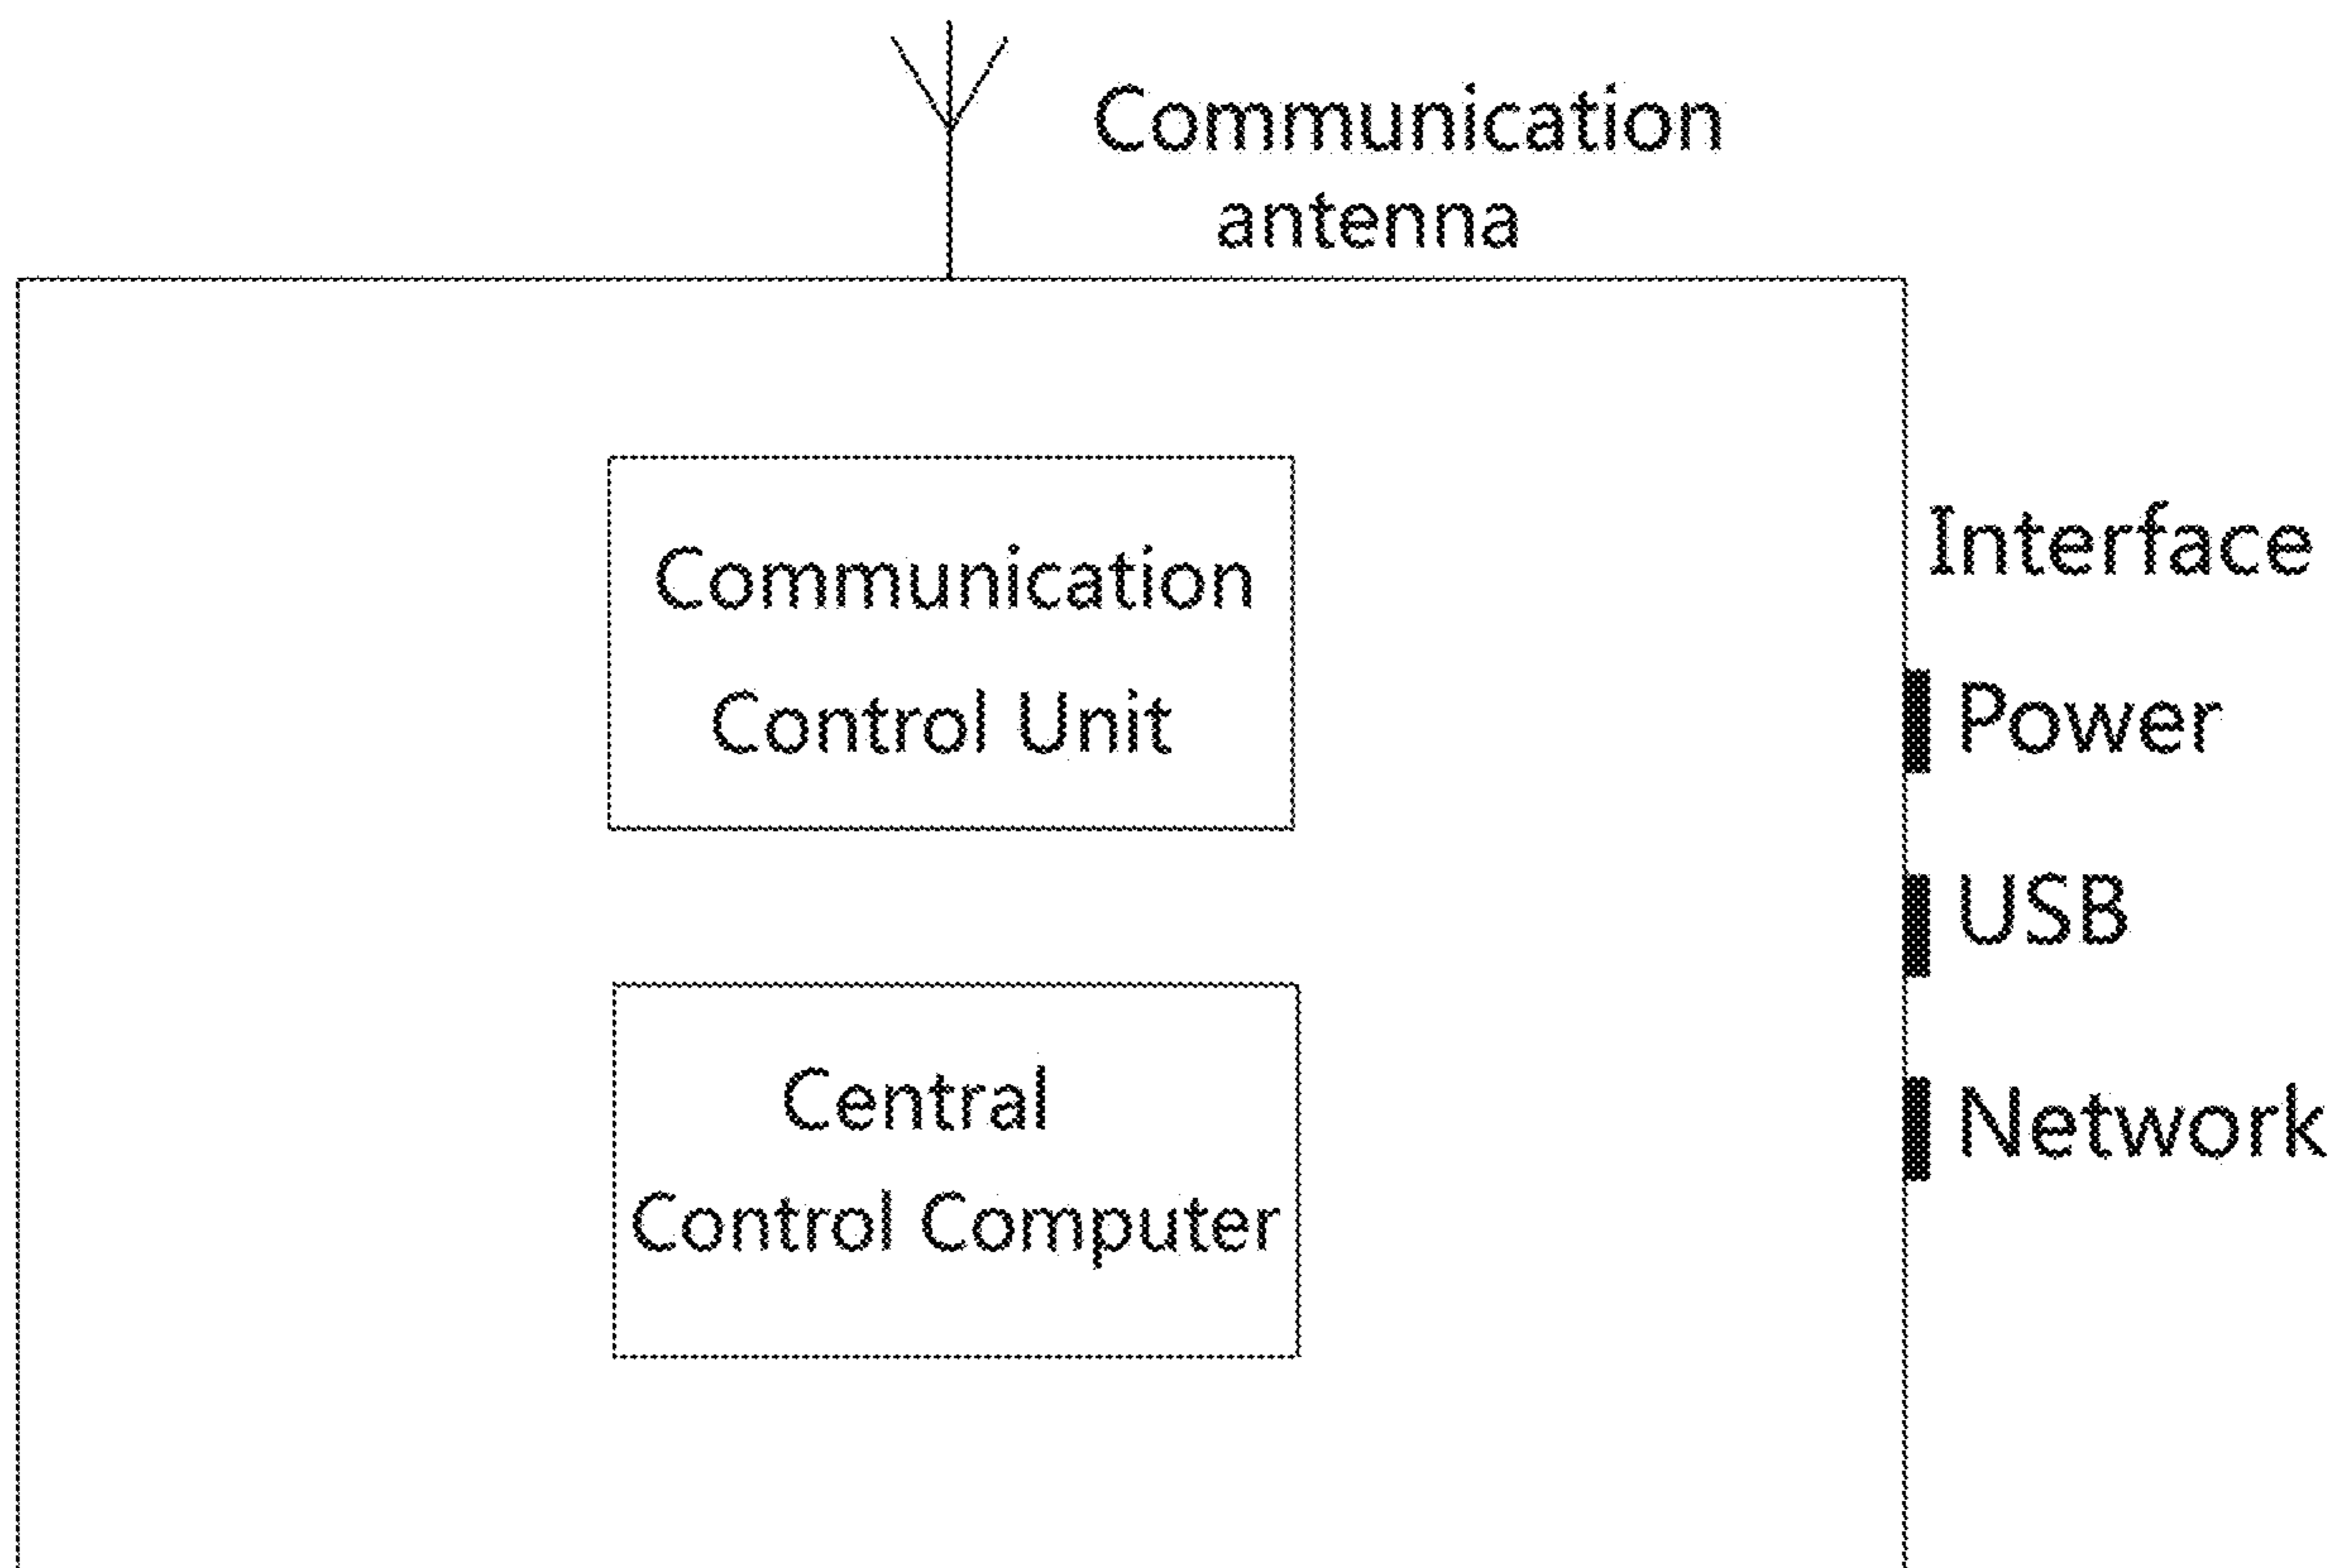 Communication
antenna
Communication
Control Unit
Central
Control Computer
Interface
Power
USB
Network